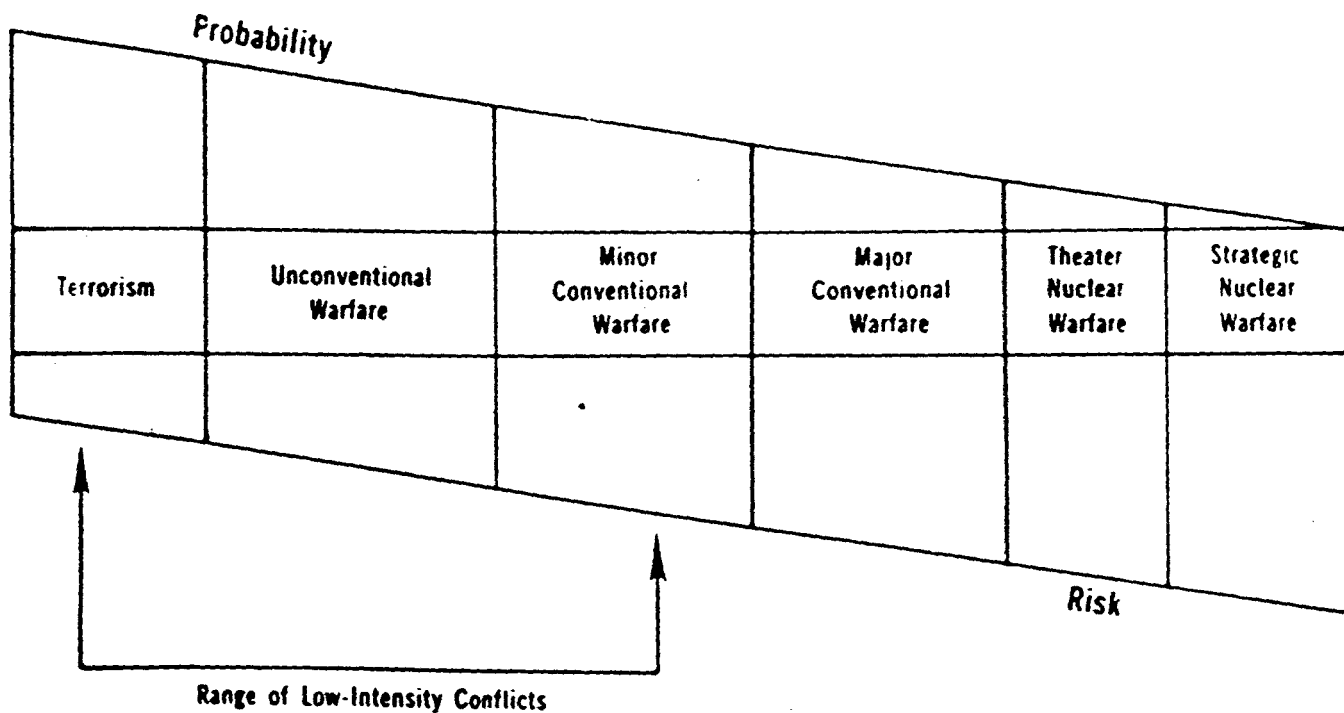 Probability
Terrorism
Unconventional
Warfare
Minor
Conventional
Warfare
Major
Conventional
Warfare
Theater
Nuclear
Warfare
Strategic
Nuclear
Warfare
Risk
Range of Low-Intensity Conflicts